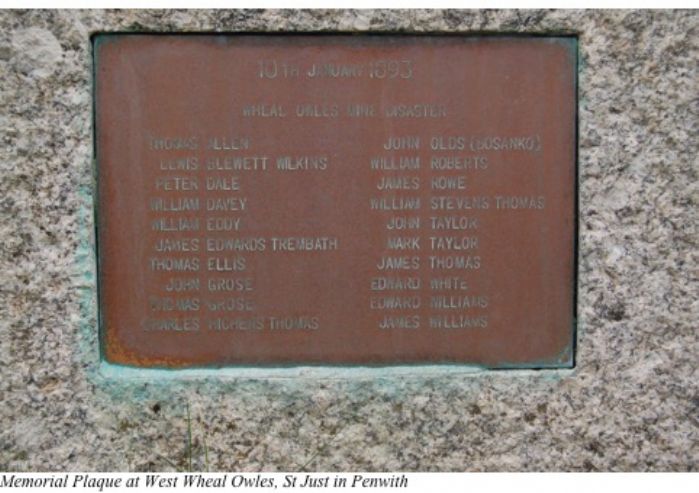 10TH JANUARY 1893
WHEAL OWLES MINE DISASTER
THOMAS ALLEN
LEWIS BLEWETT WILKINS
PETER DALE
WILLIAM DAVEY
WILLIAM EDDY
JAMES EDWARDS TREMBATH
THOMAS ELLIS
JOHN GROSE
THOMAS GROSE
CHARLES HICHENS THOMAS
JOHN OLDS (BOSANKO)
WILLIAM ROBERTS
JAMES ROWE
WILLIAM STEVENS THOMAS
JOHN TAYLOR
MARK TAYLOR
JAMES THOMAS
EDWARD WHITE
EDWARD WILLIAMS
JAMES WILLIAMS
Memorial Plaque at West Wheal Owles, St Just in Penwith